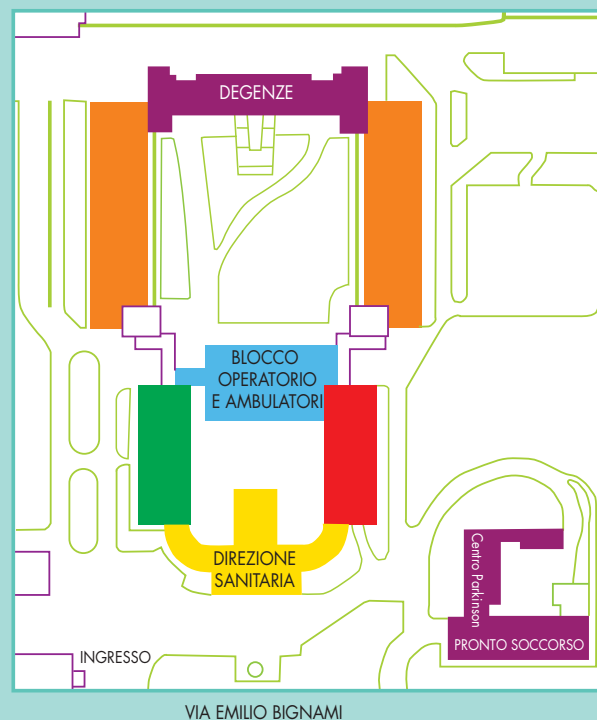 DEGENZE
BLOCCO
OPERATORIO
E AMBULATORI
DIREZIONE
SANITARIA
Centro Parkinson
PRONTO SOCCORSO
INGRESSO
VIA EMILIO BIGNAMI